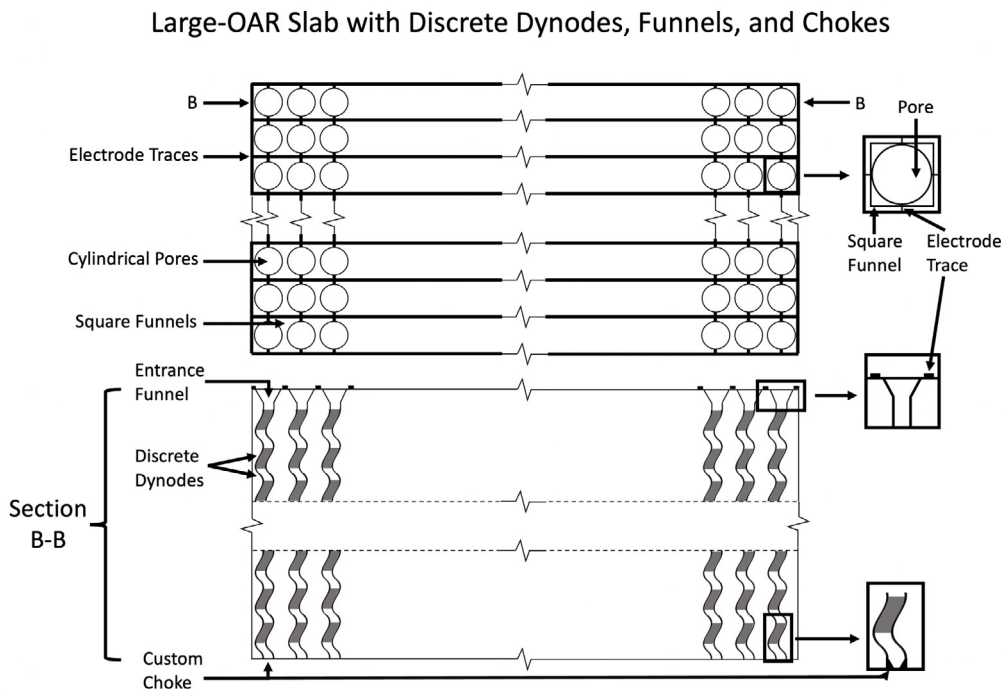 Large-OAR Slab with Discrete Dynodes, Funnels, and Chokes
B
B
Pore
Electrode Traces
Square
Funnel
Electrode
Trace
Cylindrical Pores
Square Funnels
Entrance
Funnel
Discrete
Dynodes
Section
B-B
Custom
Choke